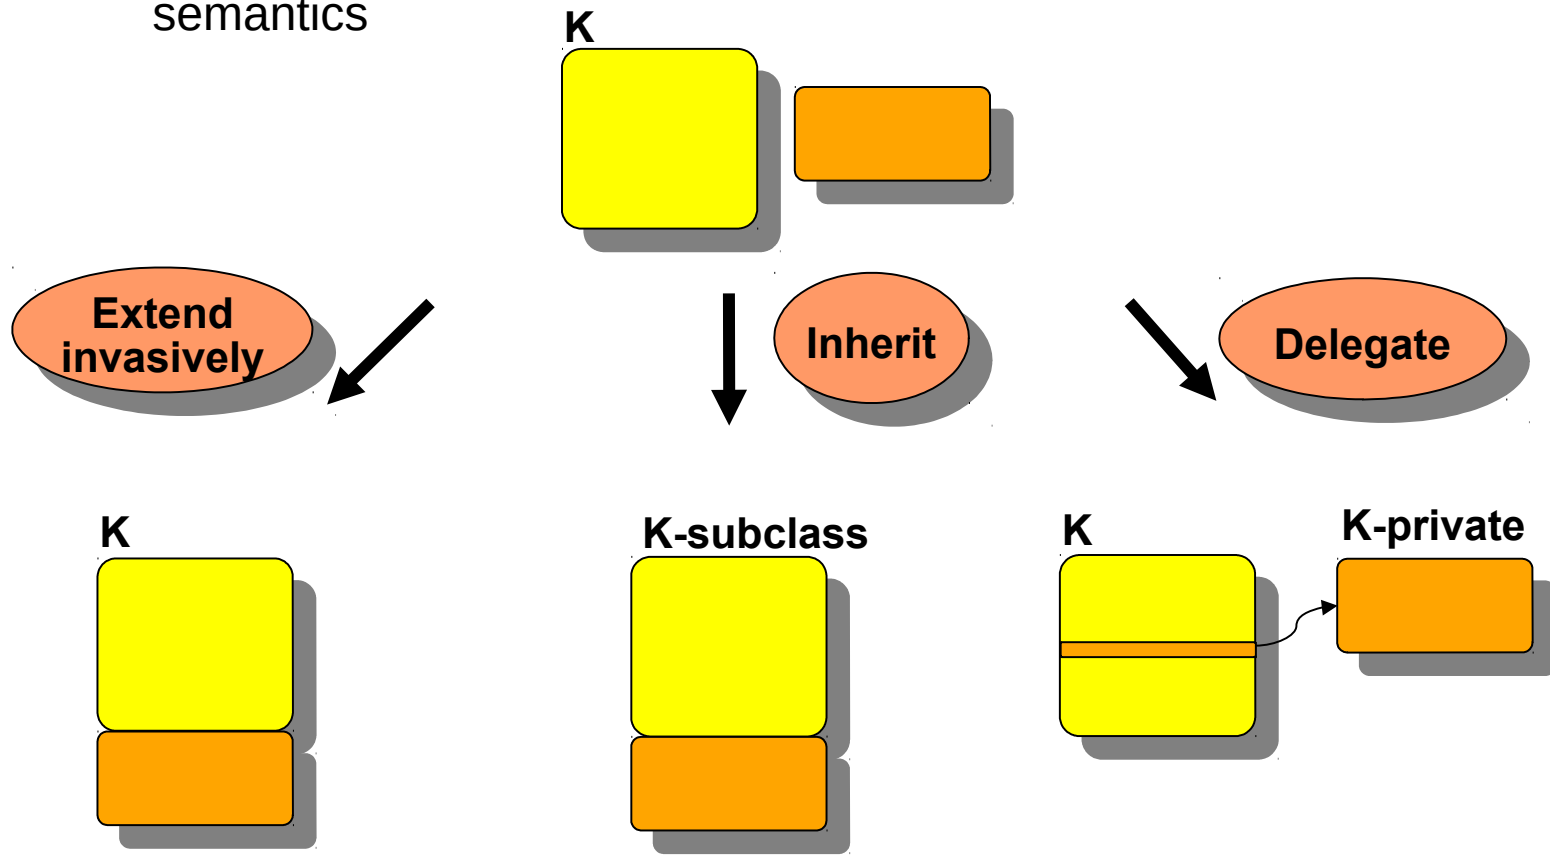 semantics
K
Extend
invasively
Inherit
Delegate
K
K-subclass
K
K-private